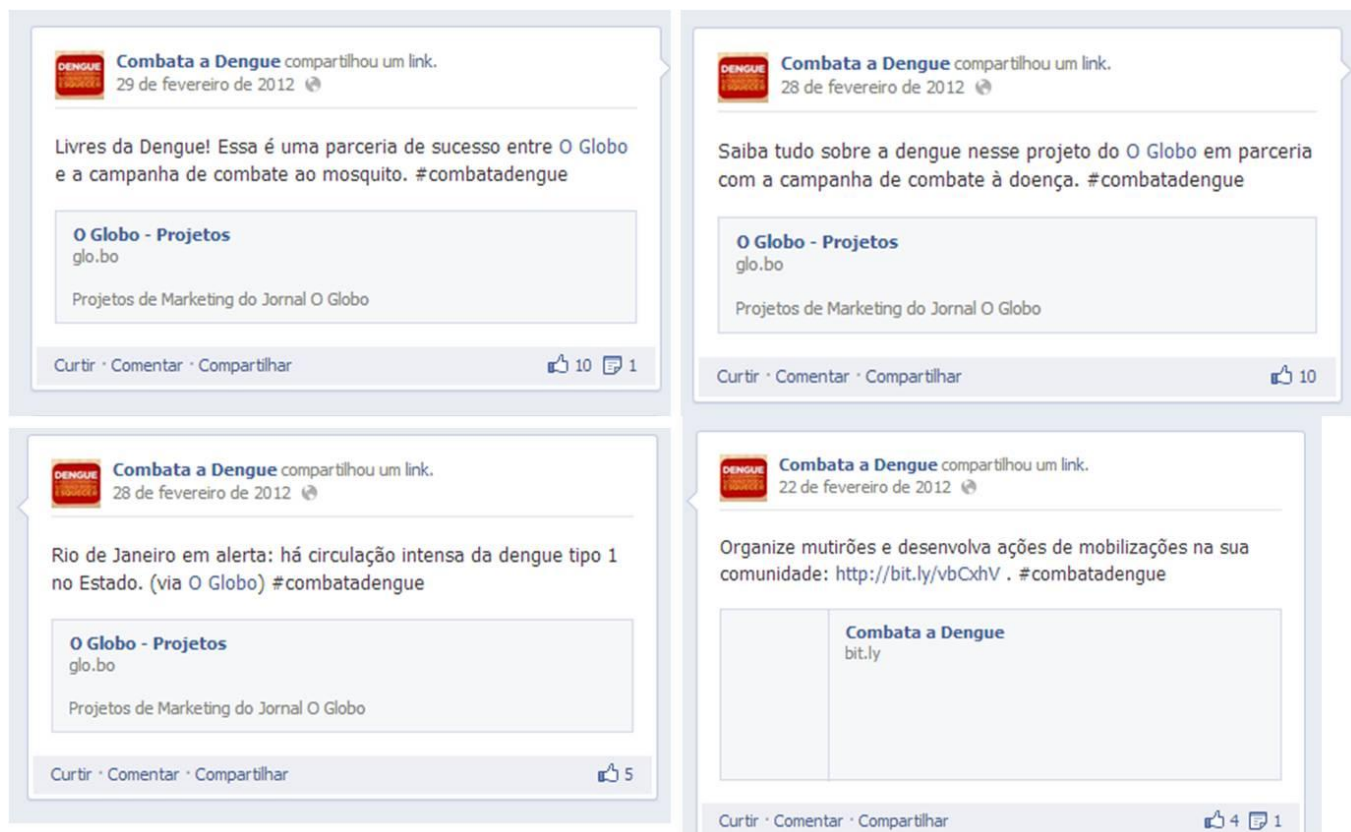 DENGUE
Combata a Dengue compartilhou um link.
29 de fevereiro de 2012
Livres da Dengue! Essa é uma parceria de sucesso entre O Globo
e a campanha de combate ao mosquito. #combatadengue
O Globo - Projetos
glo.bo
Projetos de Marketing do Jornal O Globo
Curtir · Comentar · Compartilhar 10 1
DENGUE
Combata a Dengue compartilhou um link.
28 de fevereiro de 2012
Saiba tudo sobre a dengue nesse projeto do O Globo em parceria
com a campanha de combate à doença. #combatadengue
O Globo - Projetos
glo.bo
Projetos de Marketing do Jornal O Globo
Curtir · Comentar · Compartilhar 10
DENGUE
Combata a Dengue compartilhou um link.
28 de fevereiro de 2012
Rio de Janeiro em alerta: há circulação intensa da dengue tipo 1
no Estado. (via O Globo) #combatadengue
O Globo - Projetos
glo.bo
Projetos de Marketing do Jornal O Globo
Curtir · Comentar · Compartilhar 5
DENGUE
Combata a Dengue compartilhou um link.
22 de fevereiro de 2012
Organize mutirões e desenvolva ações de mobilizações na sua
comunidade: http://bit.ly/vbCxhV . #combatadengue
Combata a Dengue
bit.ly
Curtir · Comentar · Compartilhar 4 1